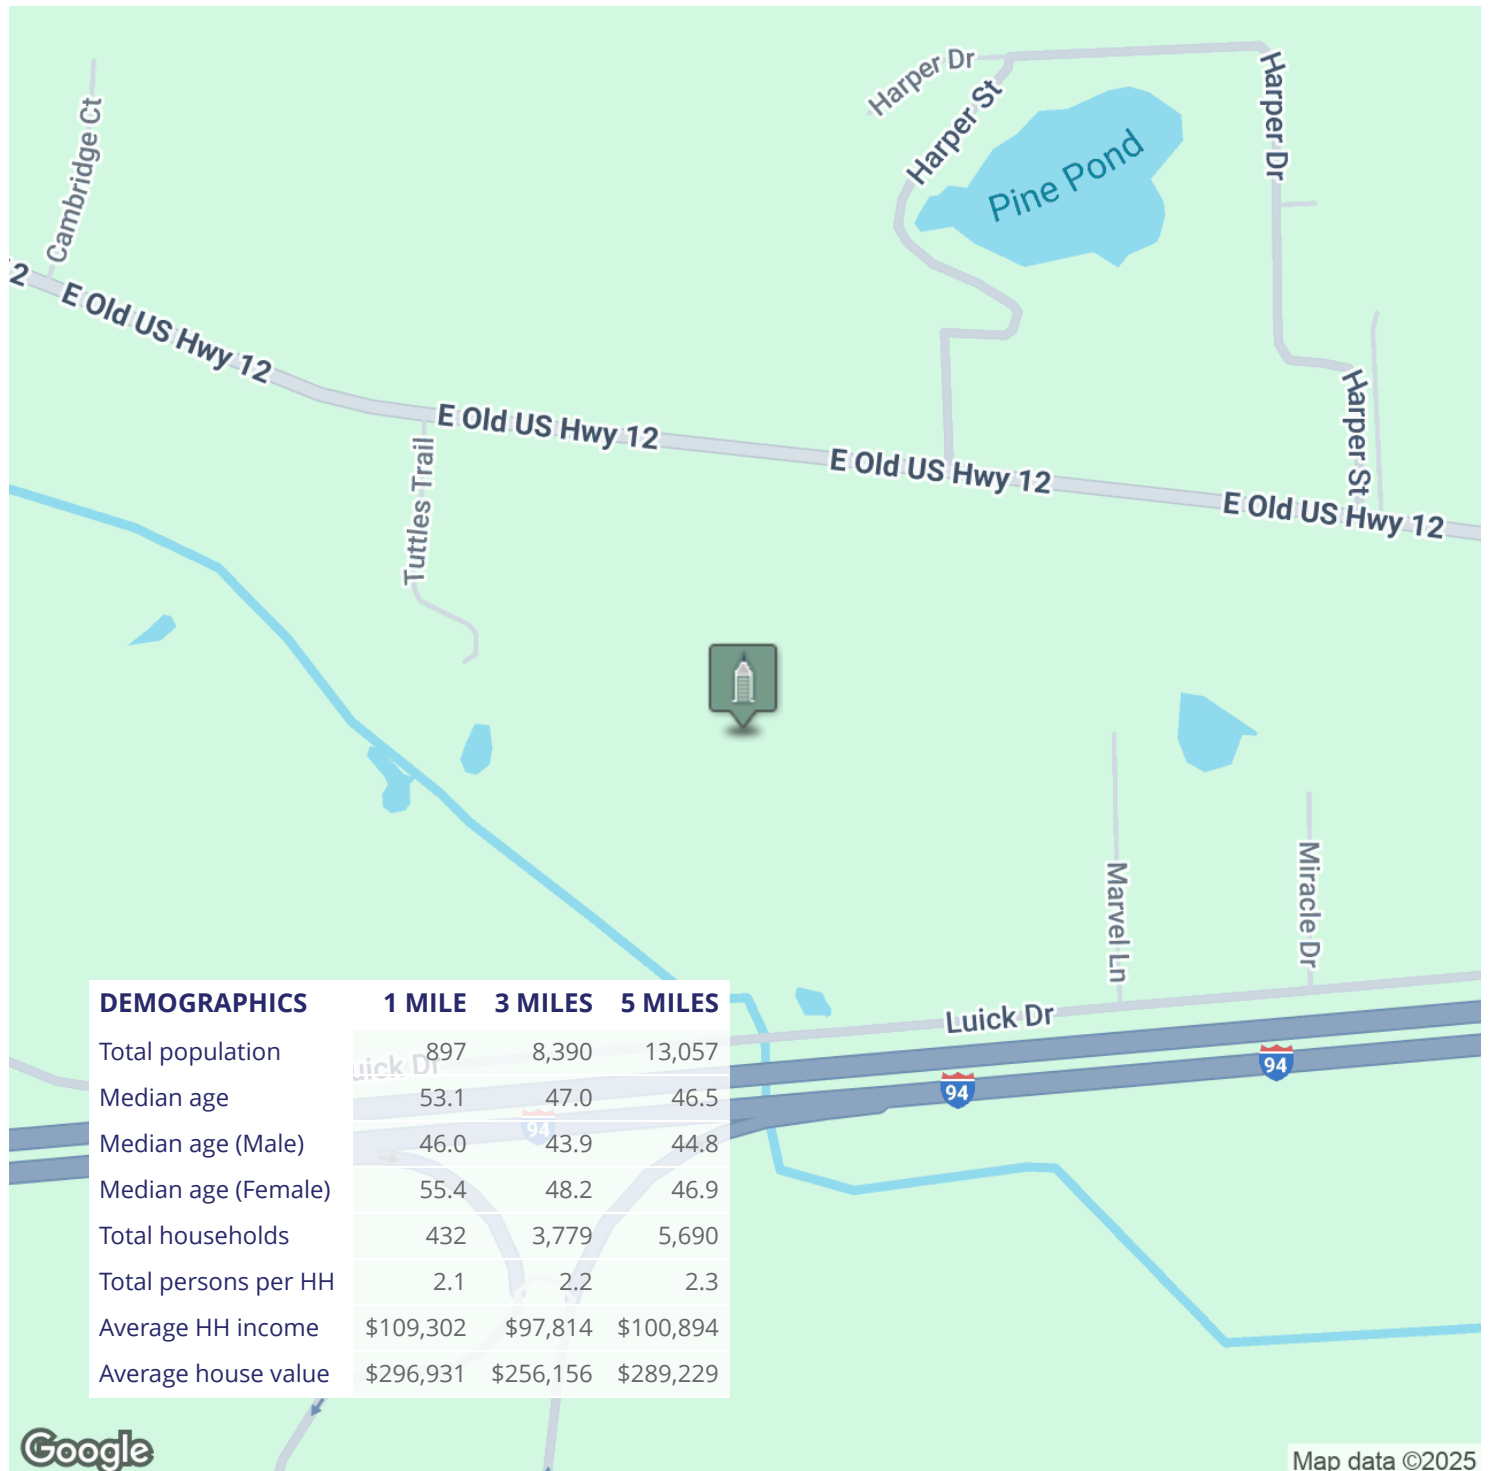 Harper Dr
Harper St
Harper Dr
Pine Pond
Cambridge Ct
2
E Old US Hwy 12
E Old US Hwy 12
E Old US Hwy 12
E Old US Hwy 12
Harper St
Tuttles Trail
Marvel Ln
Miracle Dr
Luick Dr
94
94
uick Dr
94
DEMOGRAPHICS 1 MILE 3 MILES 5 MILES
Total population 897 8,390 13,057
Median age 53.1 47.0 46.5
Median age (Male) 46.0 43.9 44.8
Median age (Female) 55.4 48.2 46.9
Total households 432 3,779 5,690
Total persons per HH 2.1 2.2 2.3
Average HH income $109,302 $97,814 $100,894
Average house value $296,931 $256,156 $289,229
Google
Map data ©2025